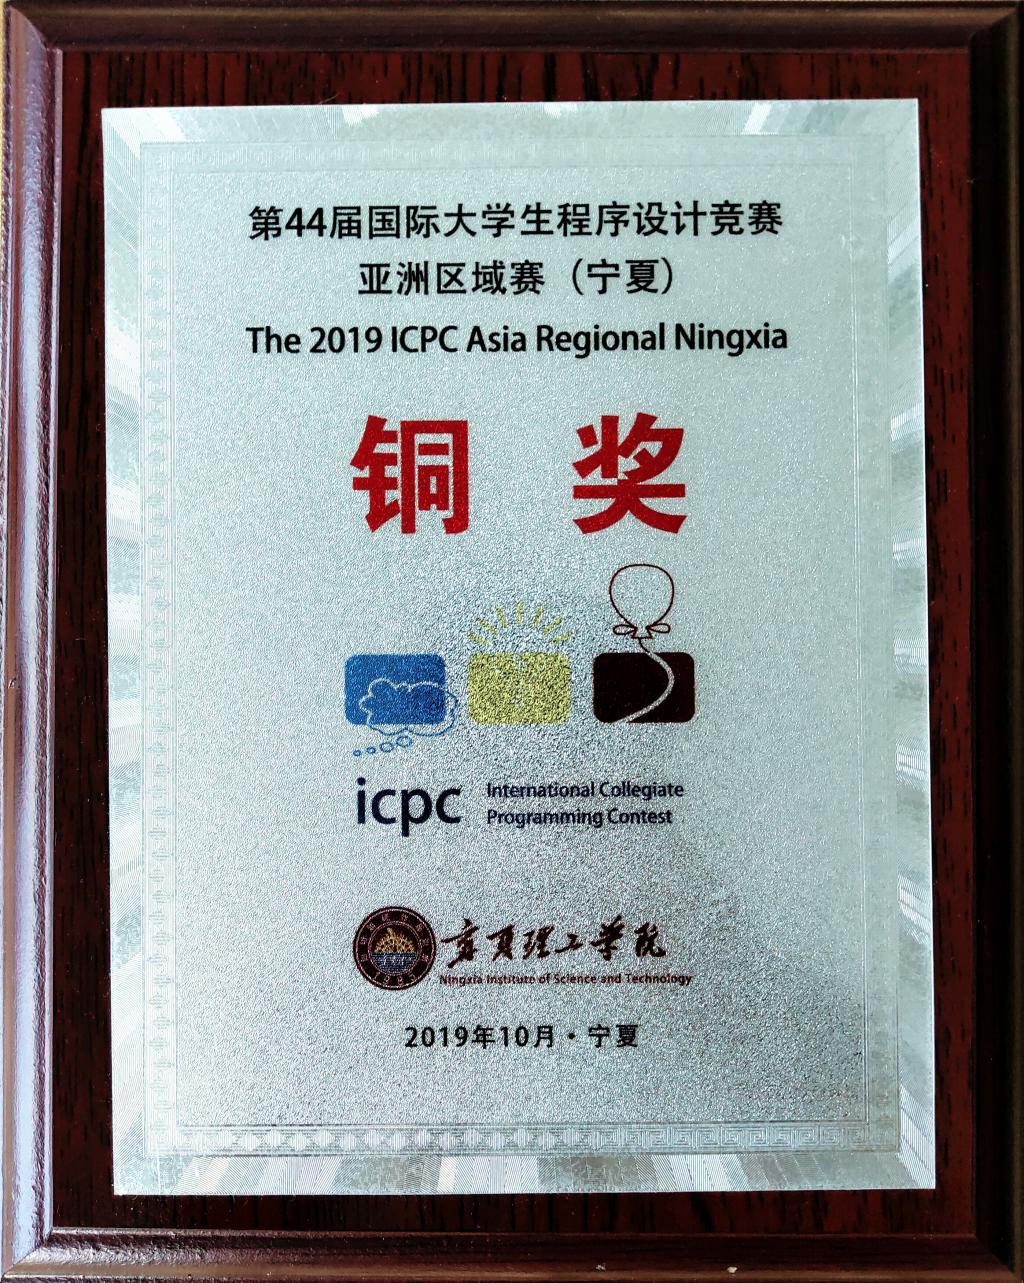 第44届国际大学生程序设计竞赛
亚洲区域赛（宁夏）
The 2019 ICPC Asia Regional Ningxia
铜 奖
icpc
International Collegiate
Programming Contest
宁夏理工学院
Ningxia Institute of Science and Technology
1985
2019年10月·宁夏